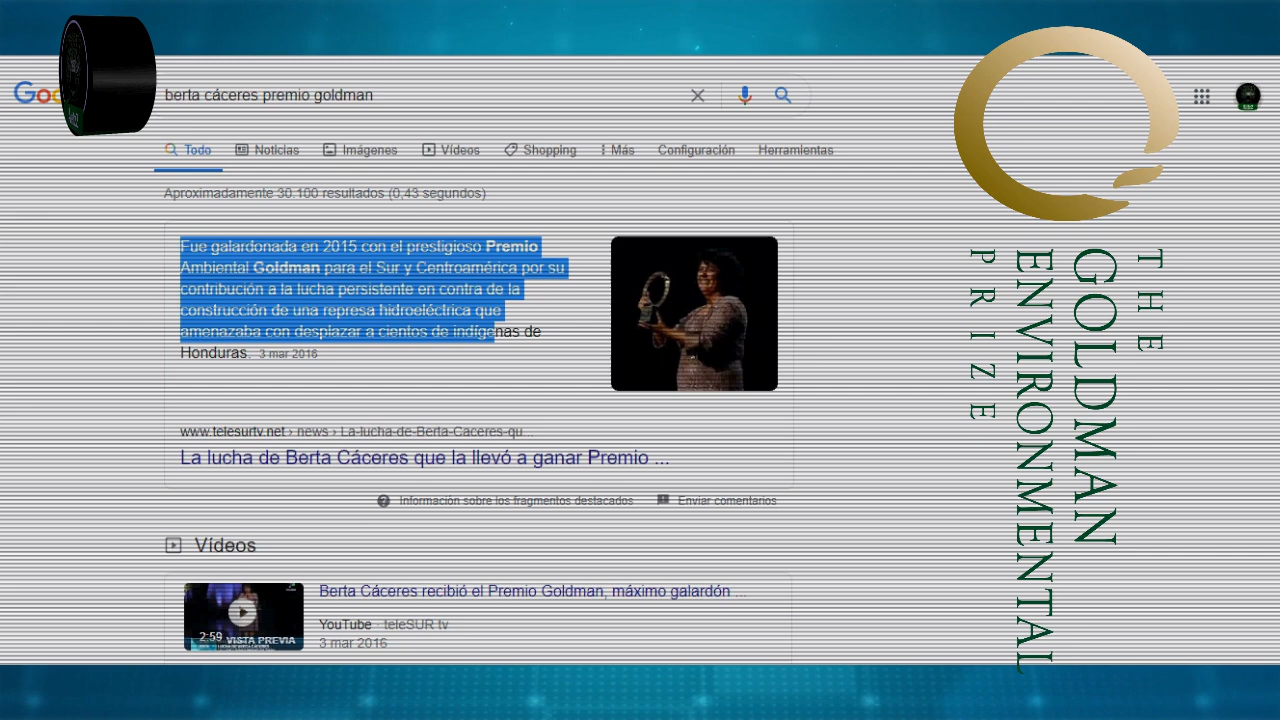 Goo
berta cáceres premio goldman
Todo
Noticias
Imágenes
Vídeos
Shopping
Más
Configuración
Herramientas
Aproximadamente 30.100 resultados (0,43 segundos)
Fue galardonada en 2015 con el prestigioso Premio
Ambiental Goldman para el Sur y Centroamérica por su
contribución a la lucha persistente en contra de la
construcción de una represa hidroeléctrica que
amenazaba con desplazar a cientos de indígenas de
Honduras. 3 mar 2016
www.telesurtv.net › news › La-lucha-de-Berta-Caceres-qu...
La lucha de Berta Cáceres que la llevó a ganar Premio ...
Información sobre los fragmentos destacados
Enviar comentarios
Vídeos
2:59
VISTA PREVIA
Berta Cáceres recibió el Premio Goldman, máximo galardón ...
YouTube · teleSUR tv
3 mar 2016
THE
GOLDMAN
ENVIRONMENTAL
PRIZE